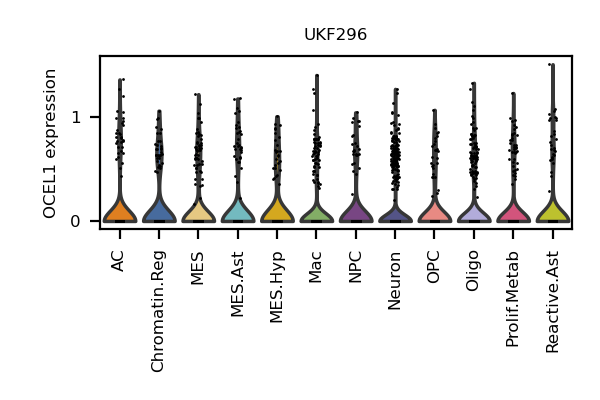 UKF296
OCEL1 expression
1
0
AC
Chromatin.Reg
MES
MES.Ast
MES.Hyp
Mac
NPC
Neuron
OPC
Oligo
Prolif.Metab
Reactive.Ast